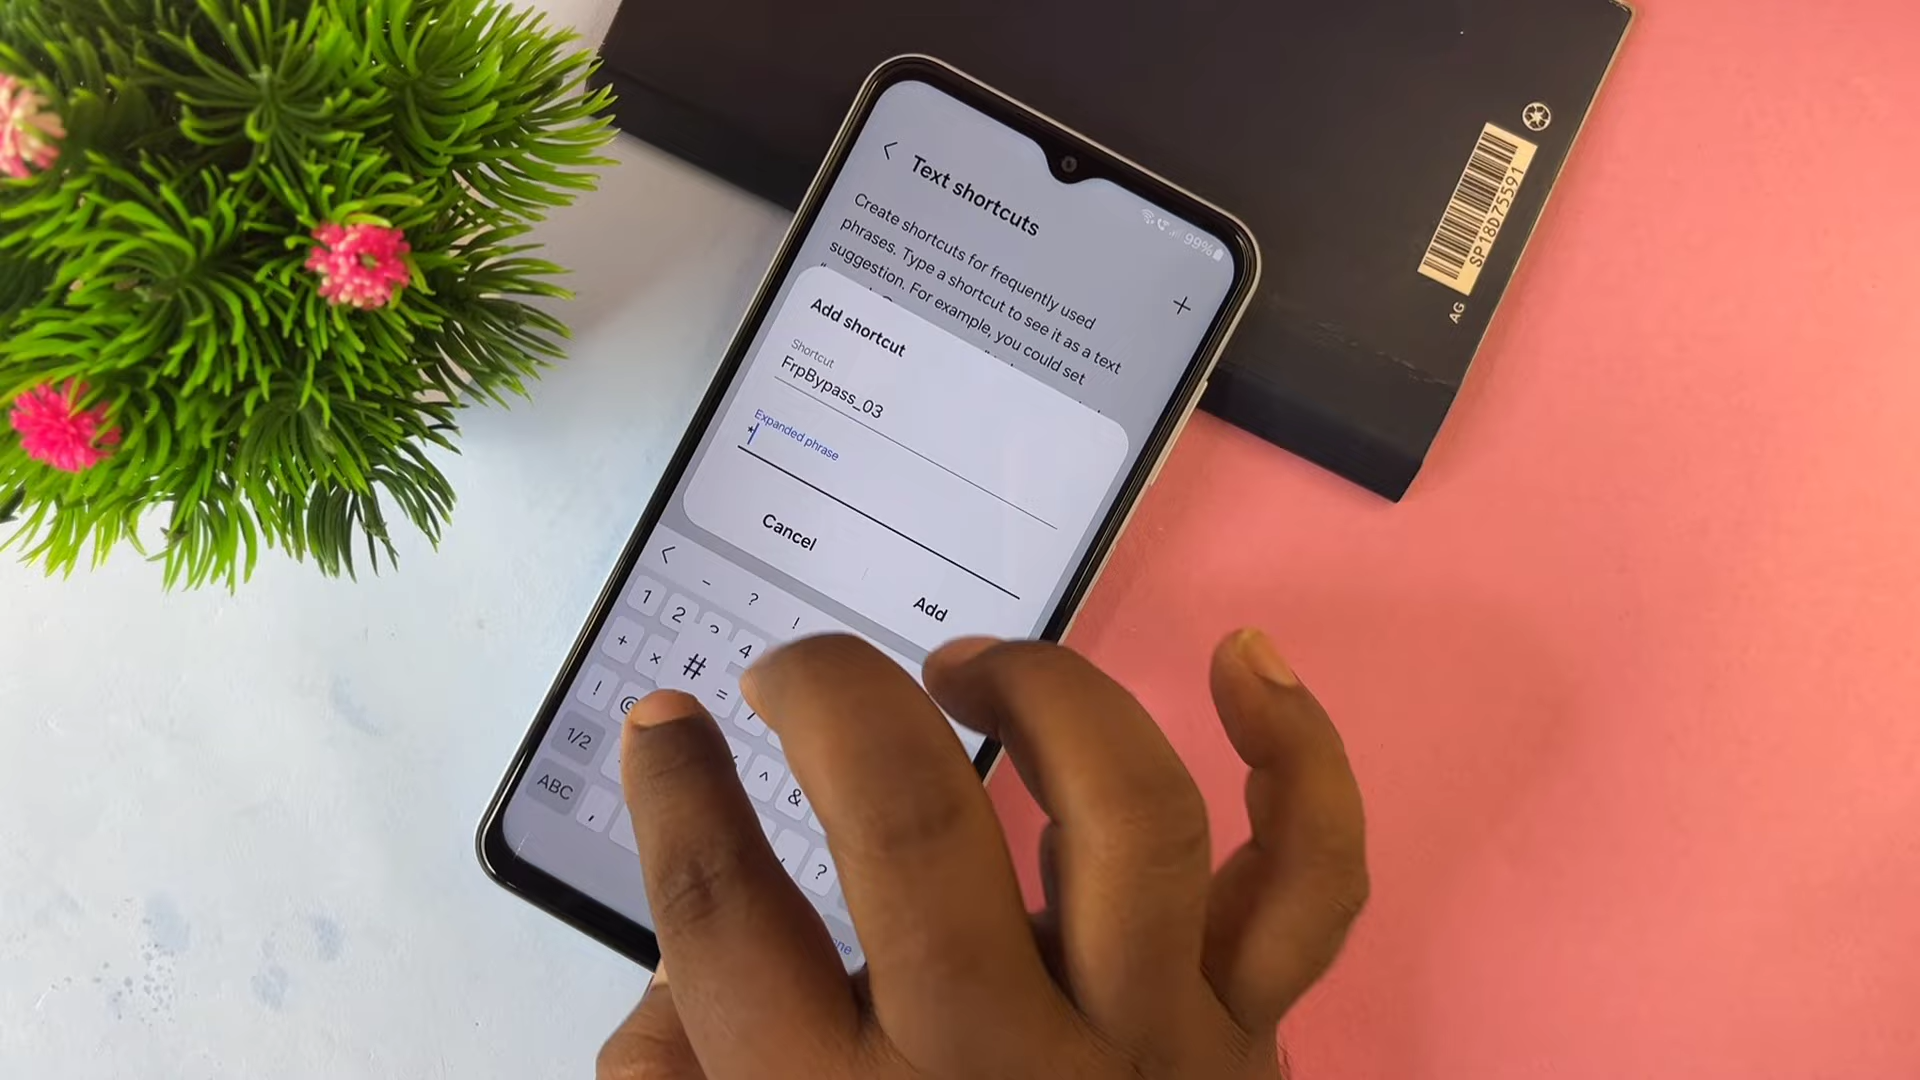 Text shortcuts
99%
Create shortcuts for frequently used
phrases. Type a shortcut to see it as a text
suggestion. For example, you could set
+
Add shortcut
Shortcut
FrpBypass_03
Expanded phrase
*
Cancel
Add
- ? !
1 2 4
+ × # =
! @
1/2 ^ &
ABC , ?
SP18D75591
AG